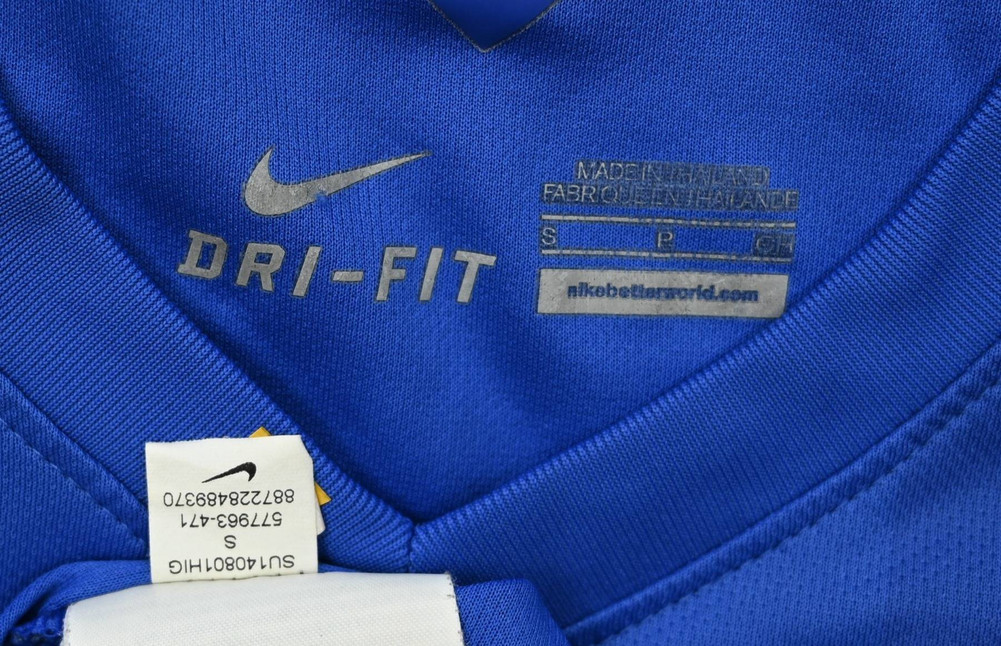 MADE IN THAILAND
FABRIQUE EN THAILANDE
S P CH
DRI-FIT
nikebetterworld.com
SU140801HIG
S
577963-471
887228489370